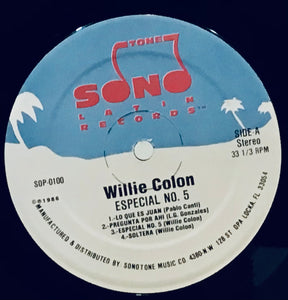 TONE
SONO
LATIN
RECORDS™
SIDE A
Stereo
33 1/3 RPM
SOP-0100
℗1986
Willie Colon
ESPECIAL NO. 5
1.-LO QUE ES JUAN (Pablo Canti)
2.-PREGUNTA POR AHI (L.G. Gonzales)
3.-ESPECIAL NO. 5 (Willie Colon)
4.-SOLTERA (Willie Colon)
MANUFACTURED & DISTRIBUTED BY: SONOTONE MUSIC CO. 4380 N.W. 128 ST. OPA LOCKA, FL 33054